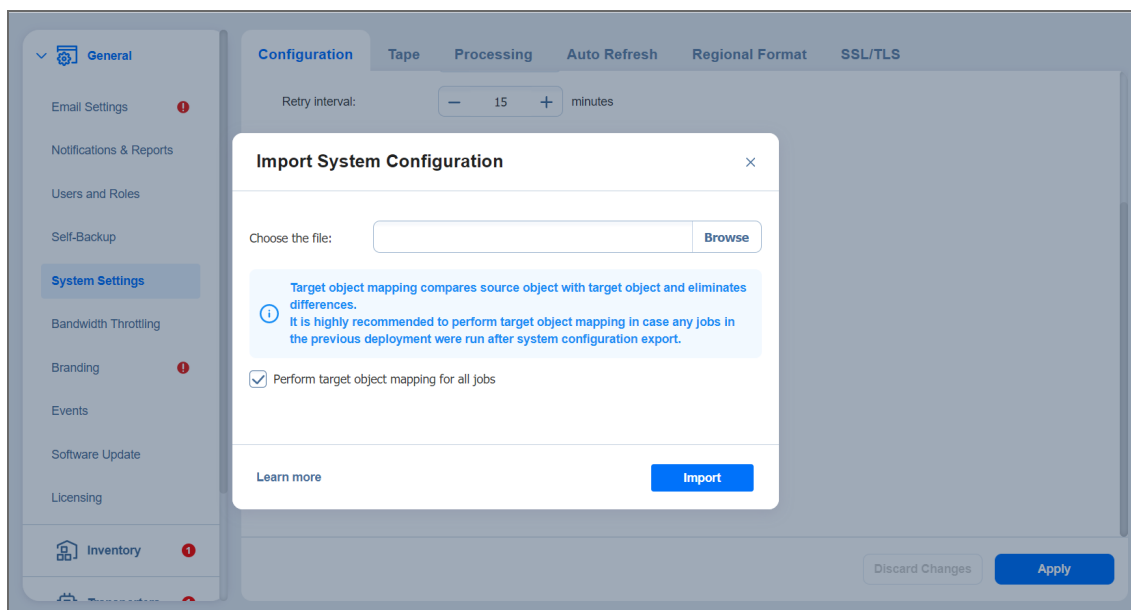 General
Email Settings
Notifications & Reports
Users and Roles
Self-Backup
System Settings
Bandwidth Throttling
Branding
Events
Software Update
Licensing
Inventory
1
Configuration Tape Processing Auto Refresh Regional Format SSL/TLS
Retry interval: 15 minutes
Import System Configuration
Choose the file: Browse
Target object mapping compares source object with target object and eliminates
differences.
It is highly recommended to perform target object mapping in case any jobs in
the previous deployment were run after system configuration export.
Perform target object mapping for all jobs
Learn more
Import
Discard Changes Apply